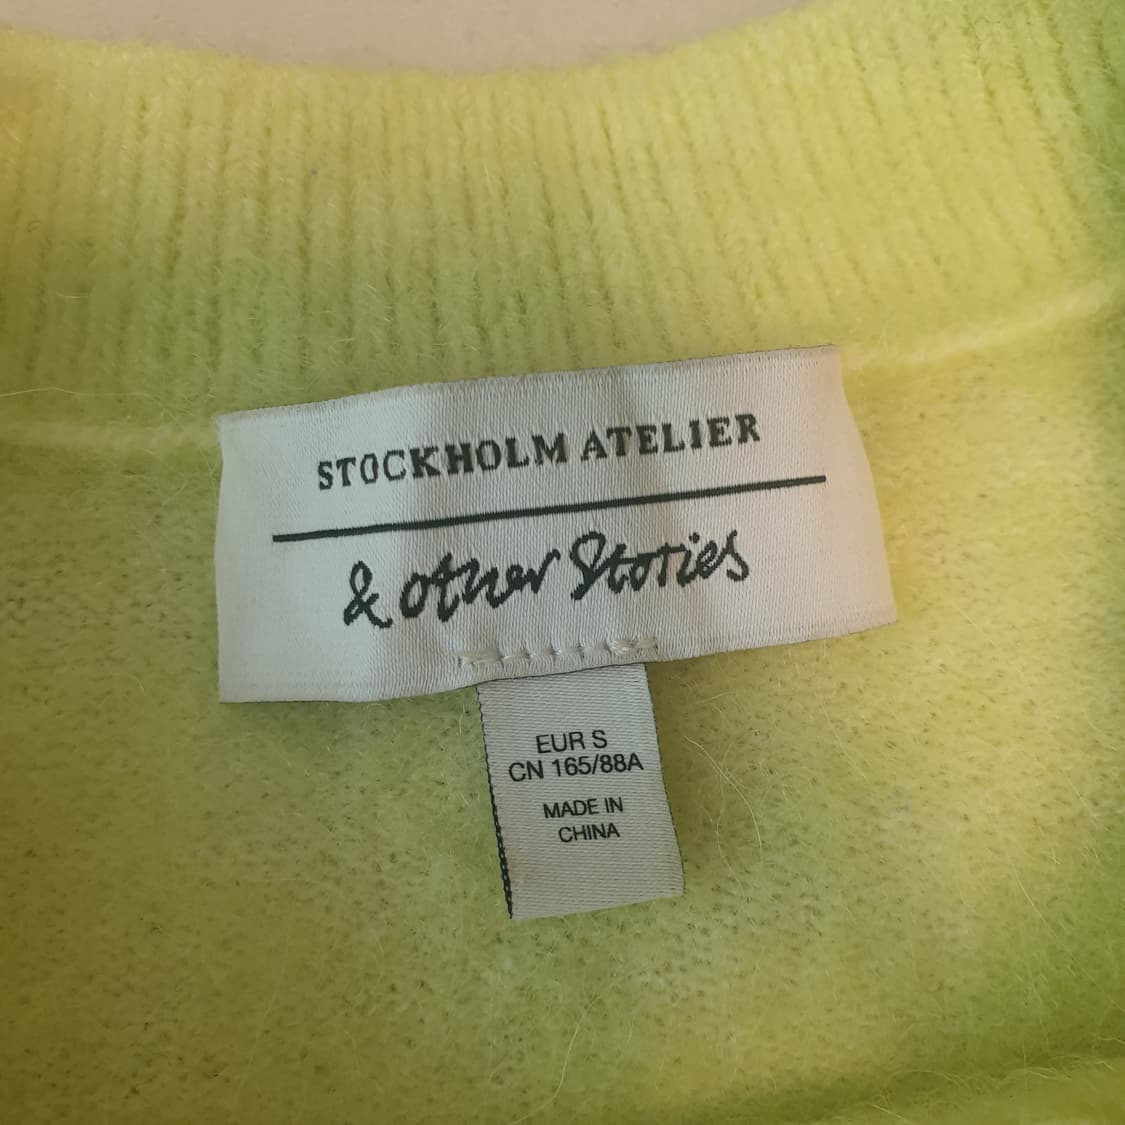 STOCKHOLM ATELIER
& other Stories
EUR S
CN 165/88A
MADE IN
CHINA